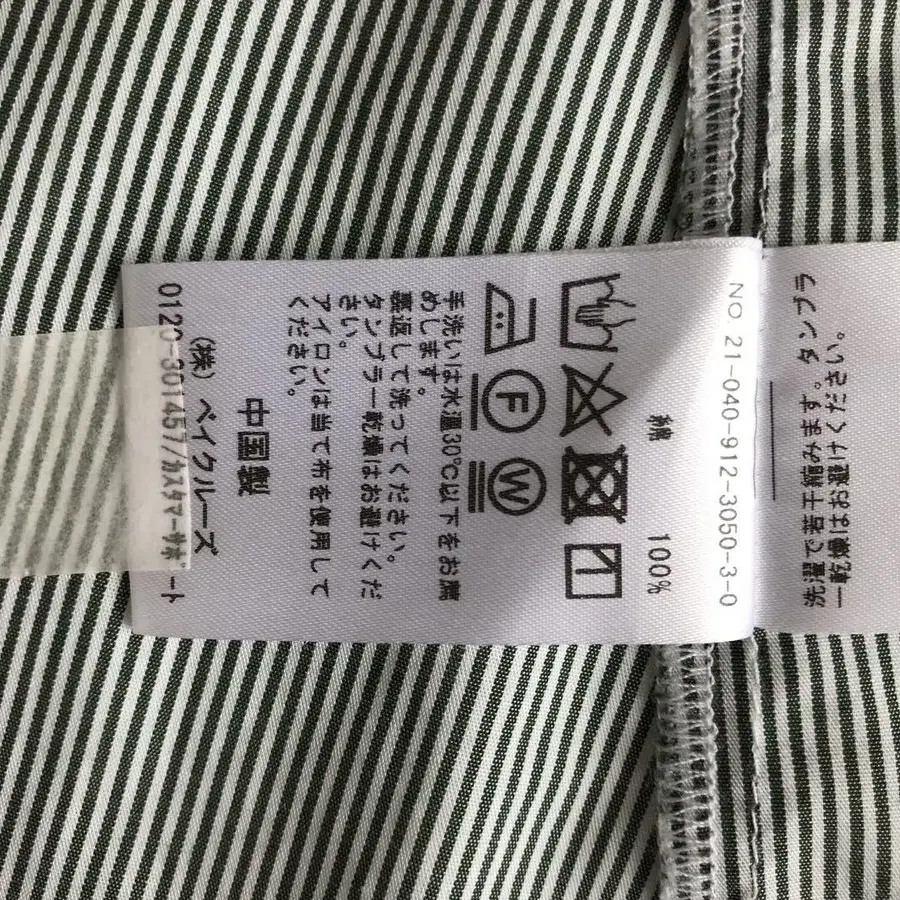 NO 21-040-912-3050-3-0
綿 100%
F W
手洗いは水温30℃以下をお薦
めします。
裏返して洗ってください。
タンブラー乾燥はお避けくだ
さい。
アイロンは当て布を使用して
ください。
中国製
(株) ベイクルーズ
0120-301457/ｶｽﾀﾏｰｻﾎﾟｰﾄ
洗濯で若干縮みます。タンブラ
ー乾燥はお避けください。